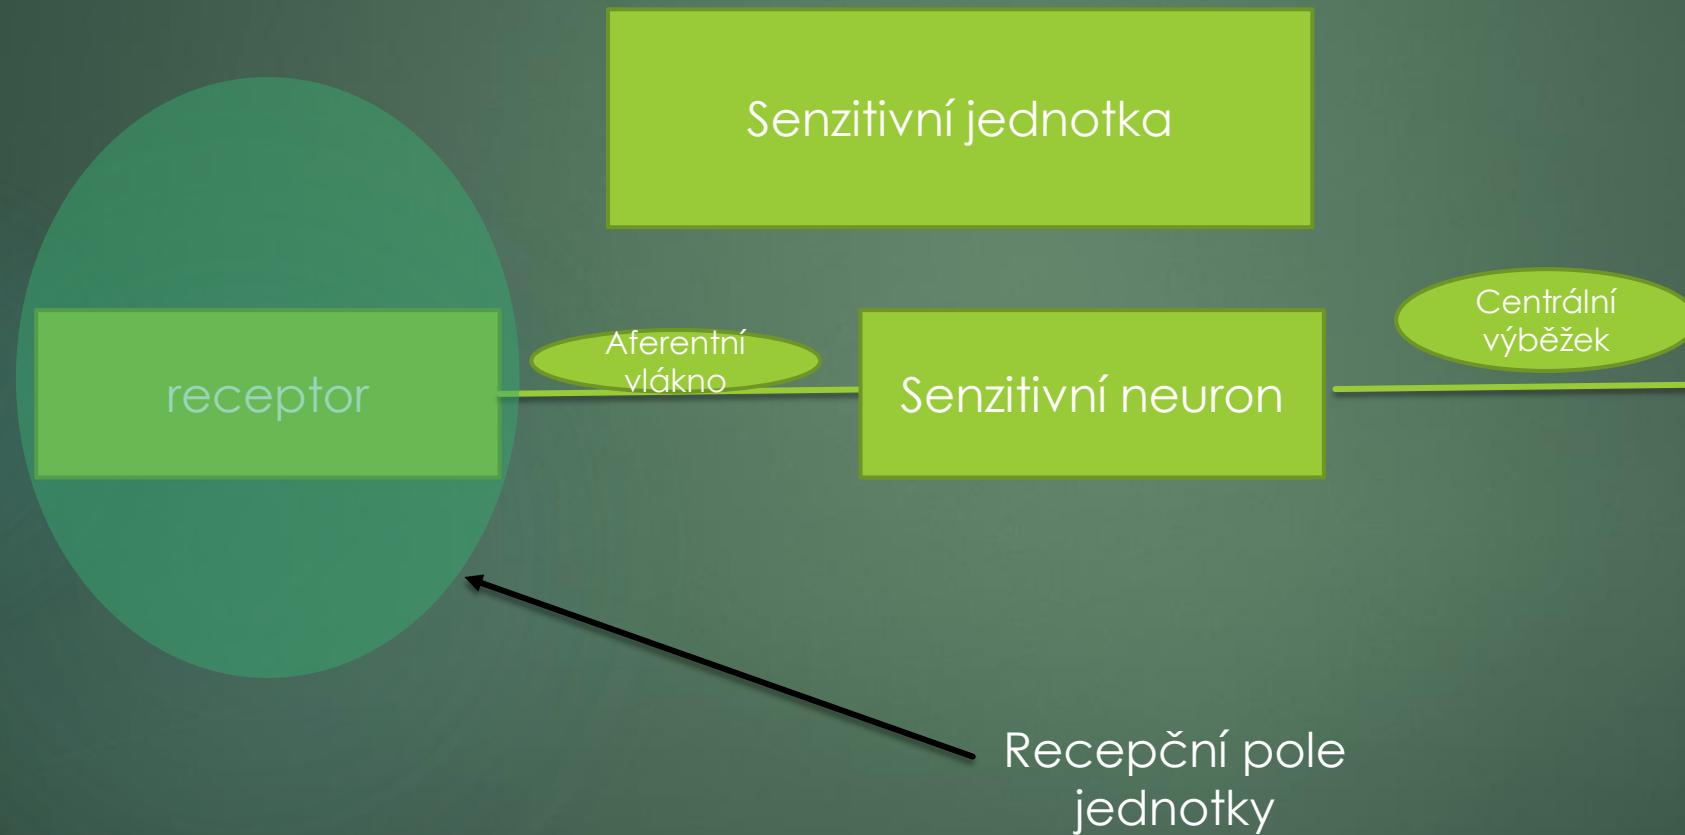 Senzitivní jednotka
receptor
Aferentní
vlákno
Senzitivní neuron
Centrální
výběžek
Recepční pole
jednotky